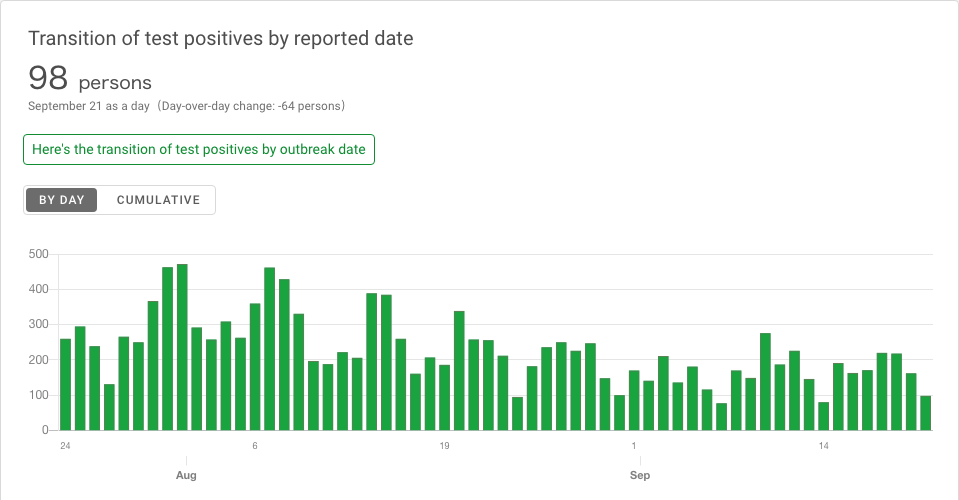 Transition of test positives by reported date
98 persons
September 21 as a day（Day-over-day change: -64 persons）
Here's the transition of test positives by outbreak date
BY DAY CUMULATIVE
500
400
300
200
100
0
24 6 19 1 14
Aug Sep